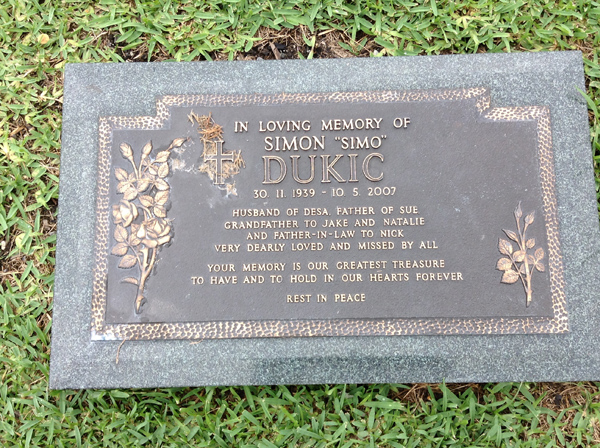 IN LOVING MEMORY OF
SIMON "SIMO"
DUKIC
30. 11. 1939 - 10. 5. 2007
HUSBAND OF DESA. FATHER OF SUE
GRANDFATHER TO JAKE AND NATALIE
AND FATHER-IN-LAW TO NICK
VERY DEARLY LOVED AND MISSED BY ALL
YOUR MEMORY IS OUR GREATEST TREASURE
TO HAVE AND TO HOLD IN OUR HEARTS FOREVER
REST IN PEACE